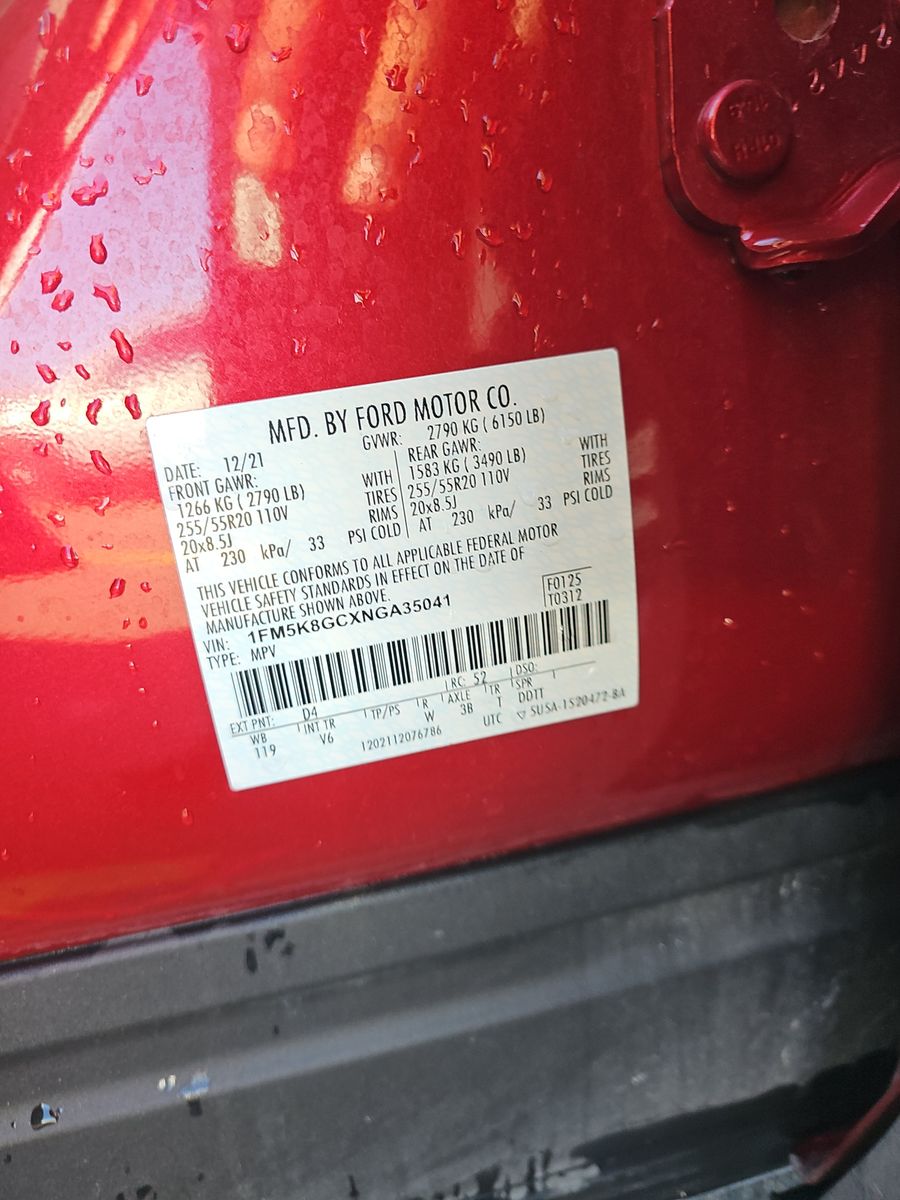 MFD. BY FORD MOTOR CO.
DATE: 12/21 GVWR: 2790 KG ( 6150 LB)
FRONT GAWR: REAR GAWR:
1266 KG ( 2790 LB) WITH 1583 KG ( 3490 LB) WITH
255/55R20 110V TIRES 255/55R20 110V TIRES
20x8.5J RIMS 20x8.5J RIMS
AT 230 kPa/ 33 PSI COLD AT 230 kPa/ 33 PSI COLD
THIS VEHICLE CONFORMS TO ALL APPLICABLE FEDERAL MOTOR
VEHICLE SAFETY STANDARDS IN EFFECT ON THE DATE OF
MANUFACTURE SHOWN ABOVE.
F0125
T0312
VIN: 1FM5K8GCXNGA35041
TYPE: MPV
EXT PNT: D4 RC: 52 DSO:
WB INT TR TP/PS R AXLE TR SPR
119 V6 W 3B T DDTT
1202112076786 UTC ▽ 5USA-1520472-BA